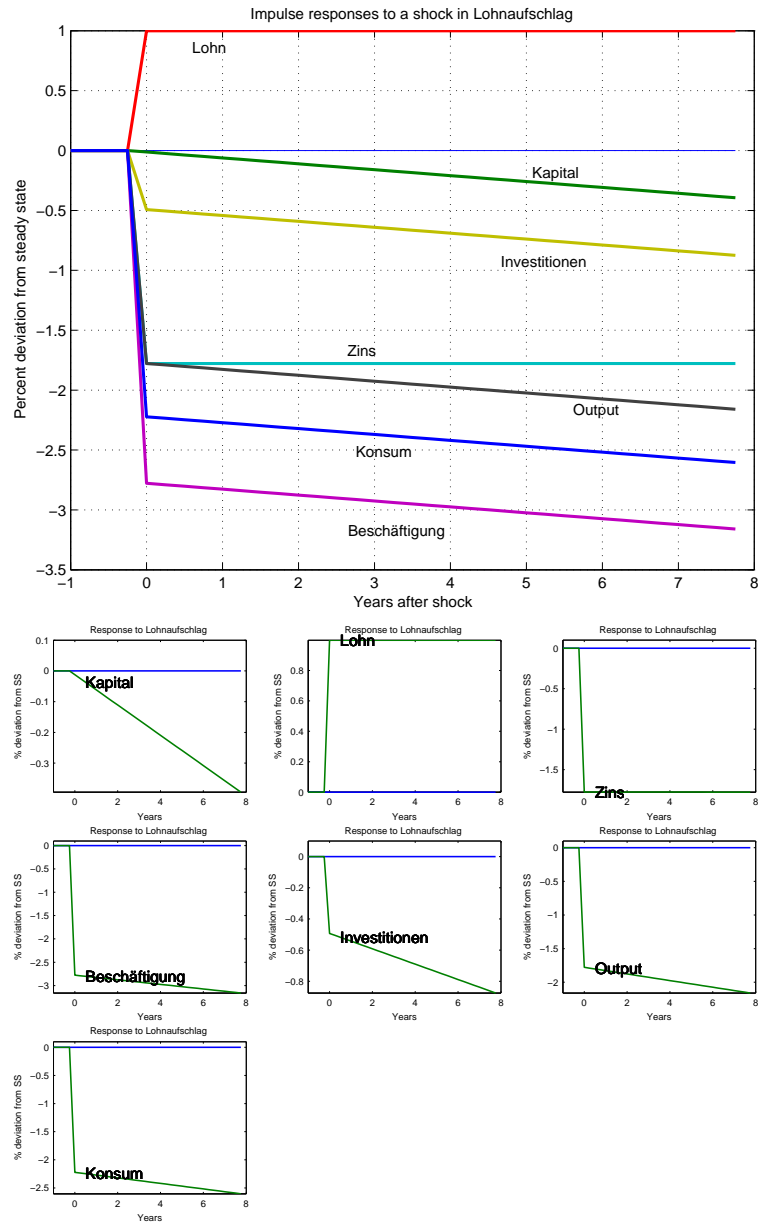 Impulse responses to a shock in Lohnaufschlag
Percent deviation from steady state
1
0.5
0
−0.5
−1
−1.5
−2
−2.5
−3
−3.5
Lohn
Kapital
Investitionen
Zins
Output
Konsum
Beschäftigung
−1 0 1 2 3 4 5 6 7 8
Years after shock
Response to Lohnaufschlag
% deviation from SS
0.1
0
−0.1
−0.2
−0.3
Kapital
0 2 4 6 8
Years
Response to Lohnaufschlag
% deviation from SS
0.8
0.6
0.4
0.2
0
Lohn
0 2 4 6 8
Years
Response to Lohnaufschlag
% deviation from SS
0
−0.5
−1
−1.5
Zins
0 2 4 6 8
Years
Response to Lohnaufschlag
% deviation from SS
0
−0.5
−1
−1.5
−2
−2.5
−3
Beschäftigung
0 2 4 6 8
Years
Response to Lohnaufschlag
% deviation from SS
0
−0.2
−0.4
−0.6
−0.8
Investitionen
0 2 4 6 8
Years
Response to Lohnaufschlag
% deviation from SS
0
−0.5
−1
−1.5
−2
Output
0 2 4 6 8
Years
Response to Lohnaufschlag
% deviation from SS
0
−0.5
−1
−1.5
−2
−2.5
Konsum
0 2 4 6 8
Years